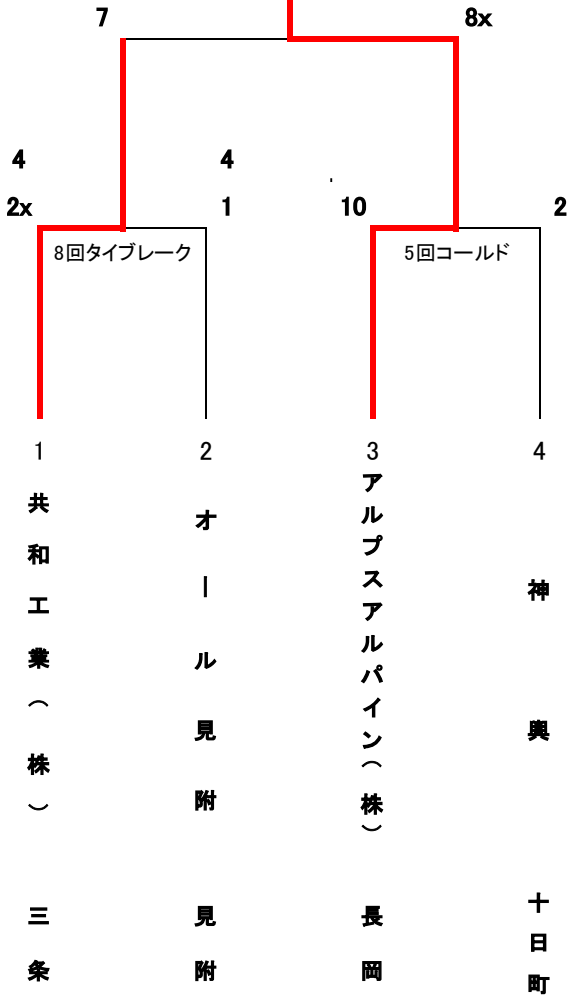 7 8x
4 4
2x 1 10 2
8回タイブレーク 5回コールド
1 2 3 4
共和工業(株)
三条
オール見附
見附
アルプスアルパイン(株)
長岡
神興
十日町